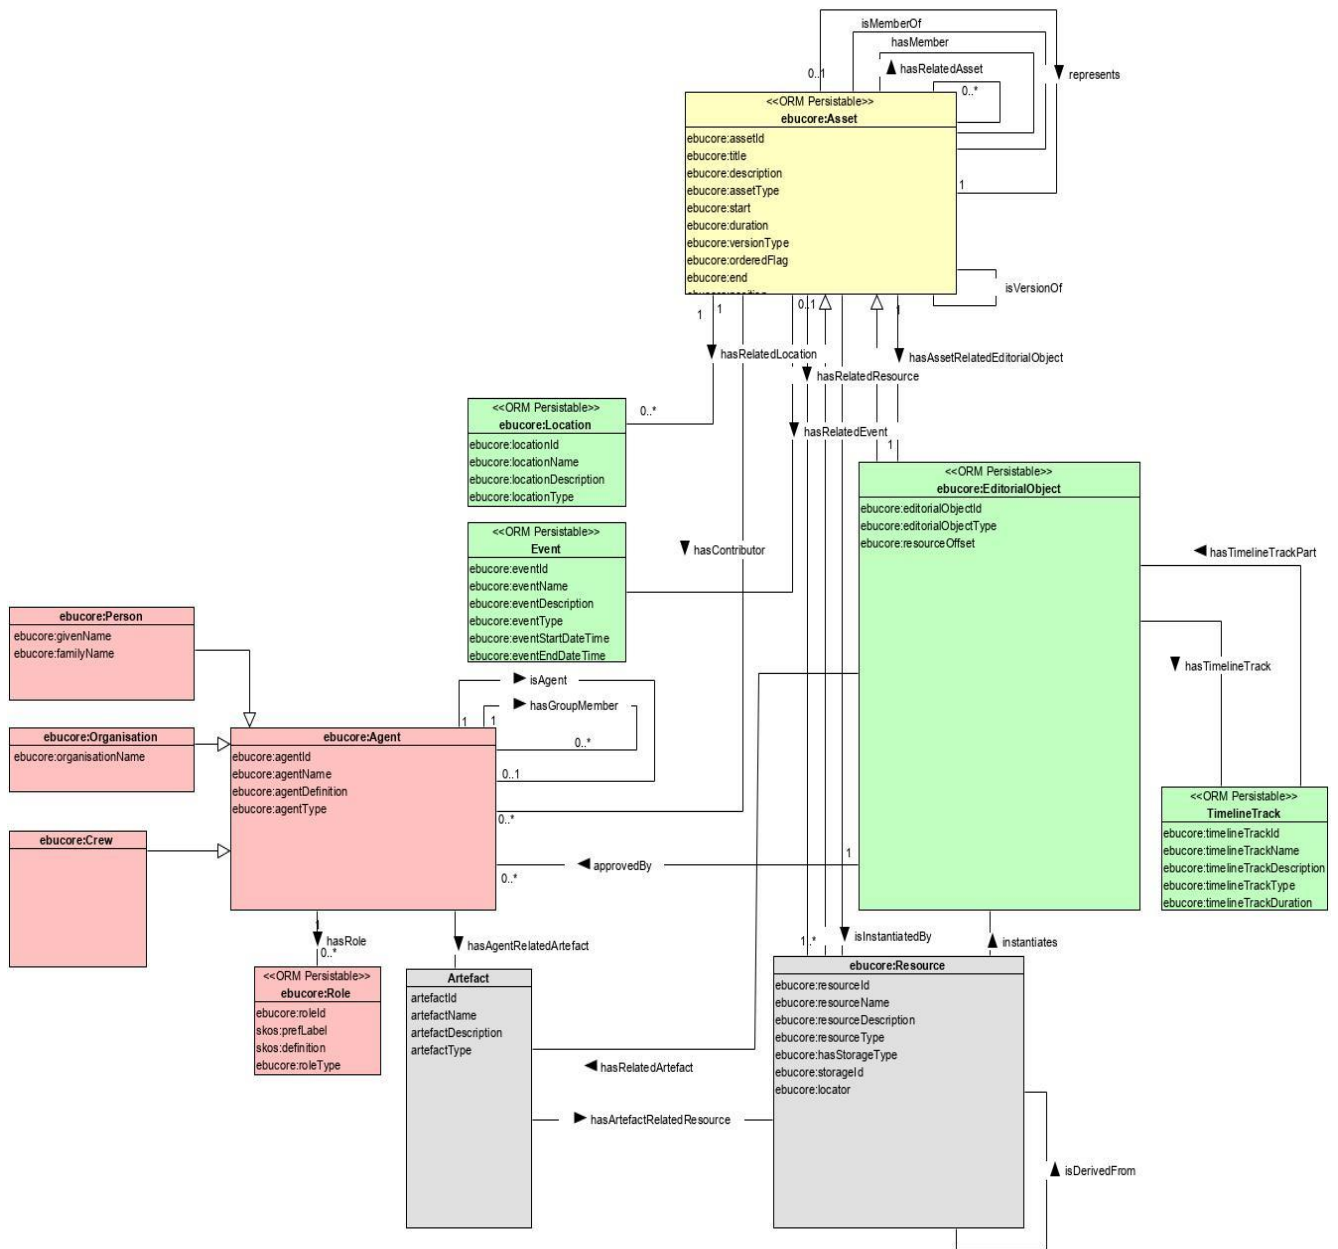 isMemberOf
hasMember
hasRelatedAsset
represents
0..1
0..*
<<ORM Persistable>>
ebucore:Asset
ebucore:assetId
ebucore:title
ebucore:description
ebucore:assetType
ebucore:start
ebucore:duration
ebucore:versionType
ebucore:orderedFlag
ebucore:end
1
isVersionOf
1
1
0..1
1
hasRelatedLocation
hasAssetRelatedEditorialObject
hasRelatedResource
<<ORM Persistable>>
ebucore:Location
ebucore:locationId
ebucore:locationName
ebucore:locationDescription
ebucore:locationType
0..*
hasRelatedEvent
1
<<ORM Persistable>>
ebucore:EditorialObject
ebucore:editorialObjectId
ebucore:editorialObjectType
ebucore:resourceOffset
<<ORM Persistable>>
Event
ebucore:eventId
ebucore:eventName
ebucore:eventDescription
ebucore:eventType
ebucore:eventStartDateTime
ebucore:eventEndDateTime
hasContributor
hasTimelineTrackPart
hasTimelineTrack
ebucore:Person
ebucore:givenName
ebucore:familyName
isAgent
hasGroupMember
1
1
0..*
0..1
0..*
ebucore:Organisation
ebucore:organisationName
ebucore:Agent
ebucore:agentId
ebucore:agentName
ebucore:agentDefinition
ebucore:agentType
<<ORM Persistable>>
TimelineTrack
ebucore:timelineTrackId
ebucore:timelineTrackName
ebucore:timelineTrackDescription
ebucore:timelineTrackType
ebucore:timelineTrackDuration
ebucore:Crew
approvedBy
1
0..*
1
hasRole
0..*
hasAgentRelatedArtefact
1..*
isInstantiatedBy
instantiates
<<ORM Persistable>>
ebucore:Role
ebucore:roleId
skos:prefLabel
skos:definition
ebucore:roleType
Artefact
artefactId
artefactName
artefactDescription
artefactType
ebucore:Resource
ebucore:resourceId
ebucore:resourceName
ebucore:resourceDescription
ebucore:resourceType
ebucore:hasStorageType
ebucore:storageId
ebucore:locator
hasRelatedArtefact
hasArtefactRelatedResource
isDerivedFrom